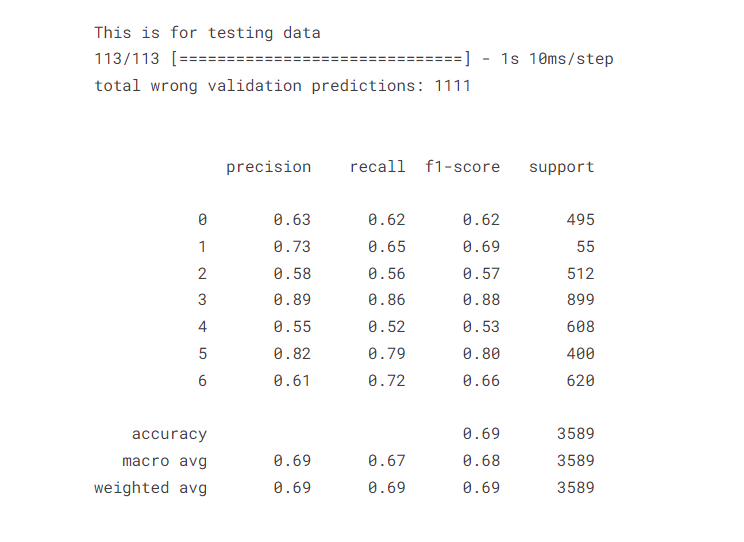 This is for testing data
113/113 [==============================] - 1s 10ms/step
total wrong validation predictions: 1111
precision recall f1-score support
0 0.63 0.62 0.62 495
1 0.73 0.65 0.69 55
2 0.58 0.56 0.57 512
3 0.89 0.86 0.88 899
4 0.55 0.52 0.53 608
5 0.82 0.79 0.80 400
6 0.61 0.72 0.66 620
accuracy 0.69 3589
macro avg 0.69 0.67 0.68 3589
weighted avg 0.69 0.69 0.69 3589